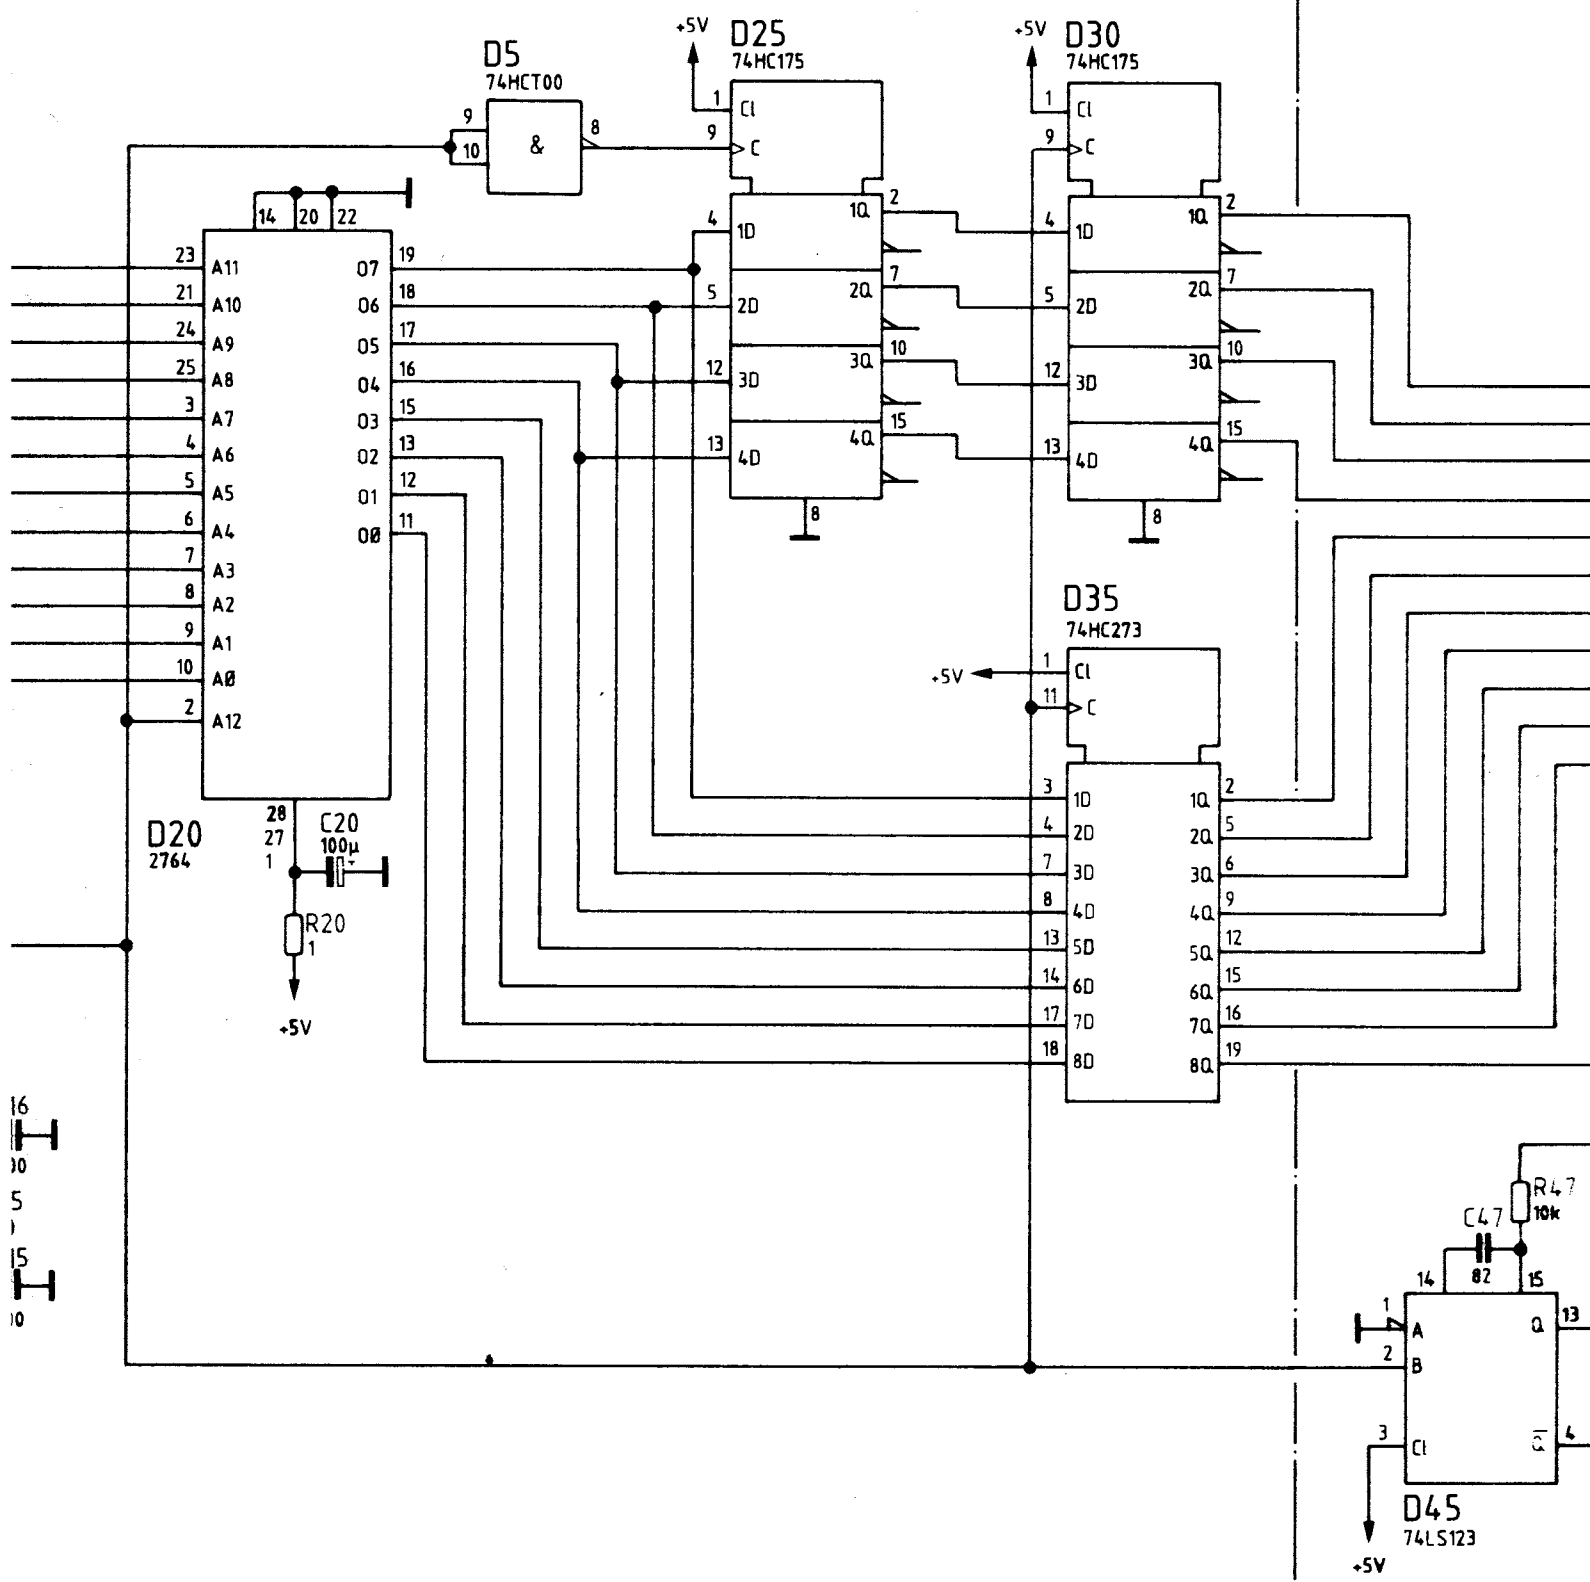 +5V
D25
74HC175
+5V
D30
74HC175
D5
74HCT00
1 Cl
9 C
1 Cl
9 C
9
10
&
8
14 20 22
2 1Q
4 1D
7 2Q
5 2D
10 3Q
12 3D
15 4Q
13 4D
8
2 1Q
4 1D
7 2Q
5 2D
10 3Q
12 3D
15 4Q
13 4D
8
23 A11 O7 19
21 A10 O6 18
24 A9 O5 17
25 A8 O4 16
3 A7 O3 15
4 A6 O2 13
5 A5 O1 12
6 A4 OØ 11
7 A3
8 A2
9 A1
10 AØ
2 A12
D35
74HC273
+5V
1 Cl
11 C
3 1D 1Q 2
4 2D 2Q 5
7 3D 3Q 6
8 4D 4Q 9
13 5D 5Q 12
14 6D 6Q 15
17 7D 7Q 16
18 8D 8Q 19
D20
2764
28
27
1
C20
100µ
+
R20
1
+5V
16
00
5
15
00
R47
10k
C47
82
14
15
1 A Q 13
2 B
3 Cl Q̅ 4
D45
74LS123
+5V